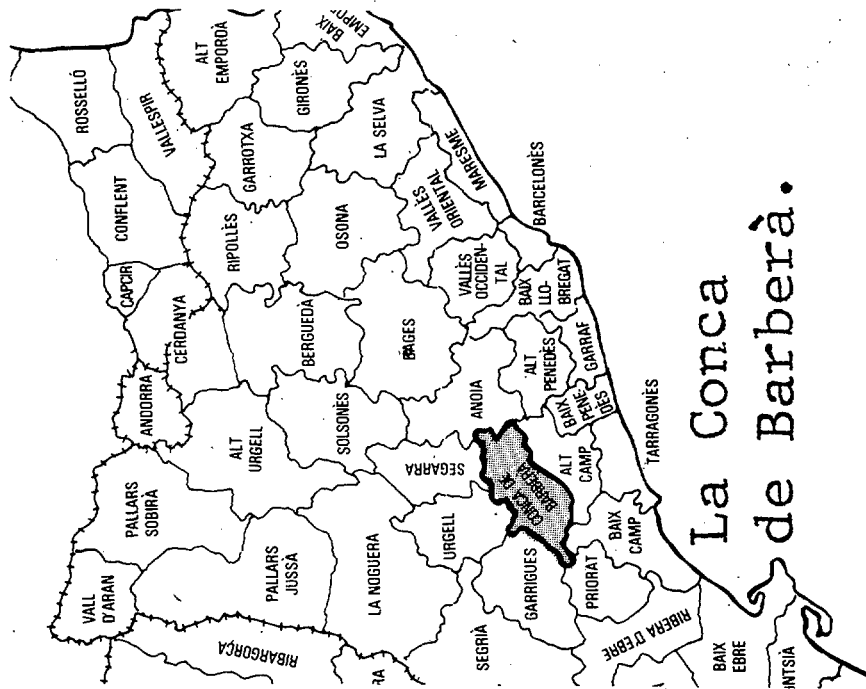 VALL
D'ARAN
PALLARS
SOBIRÀ
ANDORRA
CAPCIR
CONFLENT
ROSSELLÓ
VALLESPIR
CERDANYA
RIBARGORÇA
PALLARS
JUSSÀ
ALT
URGELL
BERGUEDÀ
RIPOLLÈS
GARROTXA
ALT
EMPORDÀ
SOLSONÈS
OSONA
GIRONÈS
BAIX
LA NOGUERA
BAGES
LA SELVA
SEGARRA
URGELL
SEGRIÀ
ANOIA
VALLÈS
ORIENTAL
MARESME
VALLÈS
OCCIDEN-
TAL
GARRIGUES
CONCA DE
BARBERÀ
ALT
PENEDÈS
BAIX
LLO-
BREGAT
BARCELONÈS
ALT
CAMP
BAIX
PENE-
DÈS
GARRAF
PRIORAT
BAIX
CAMP
TARRAGONÈS
RIBERA D'EBRE
BAIX
EBRE
La Conca
de Barberà.